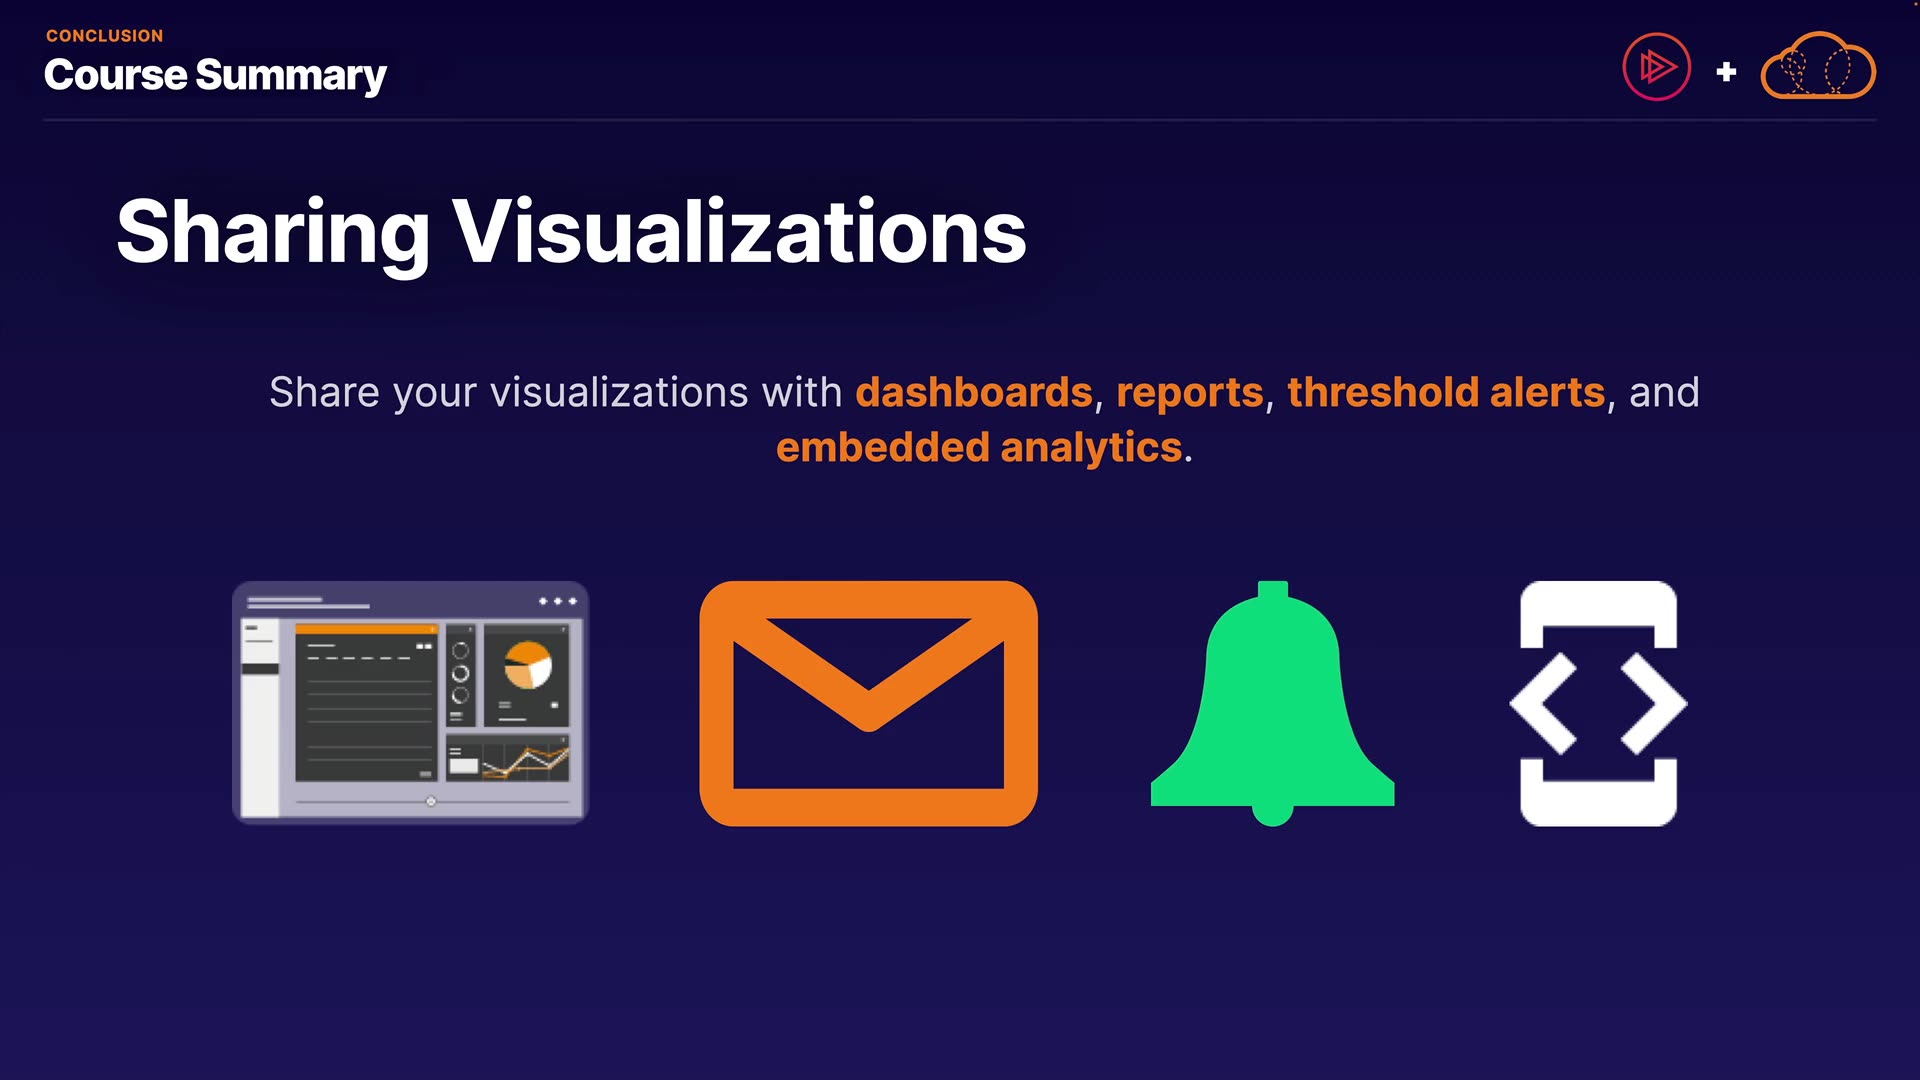 CONCLUSION
Course Summary
Sharing Visualizations
Share your visualizations with dashboards, reports, threshold alerts, and
embedded analytics.